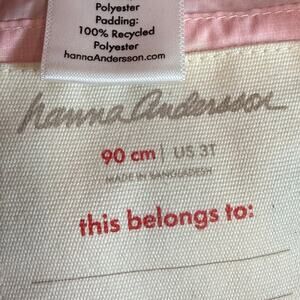 Polyester
Padding:
100% Recycled
Polyester
hannaAndersson.com
hanna Andersson
90 cm | US 3T
MADE IN BANGLADESH
this belongs to: